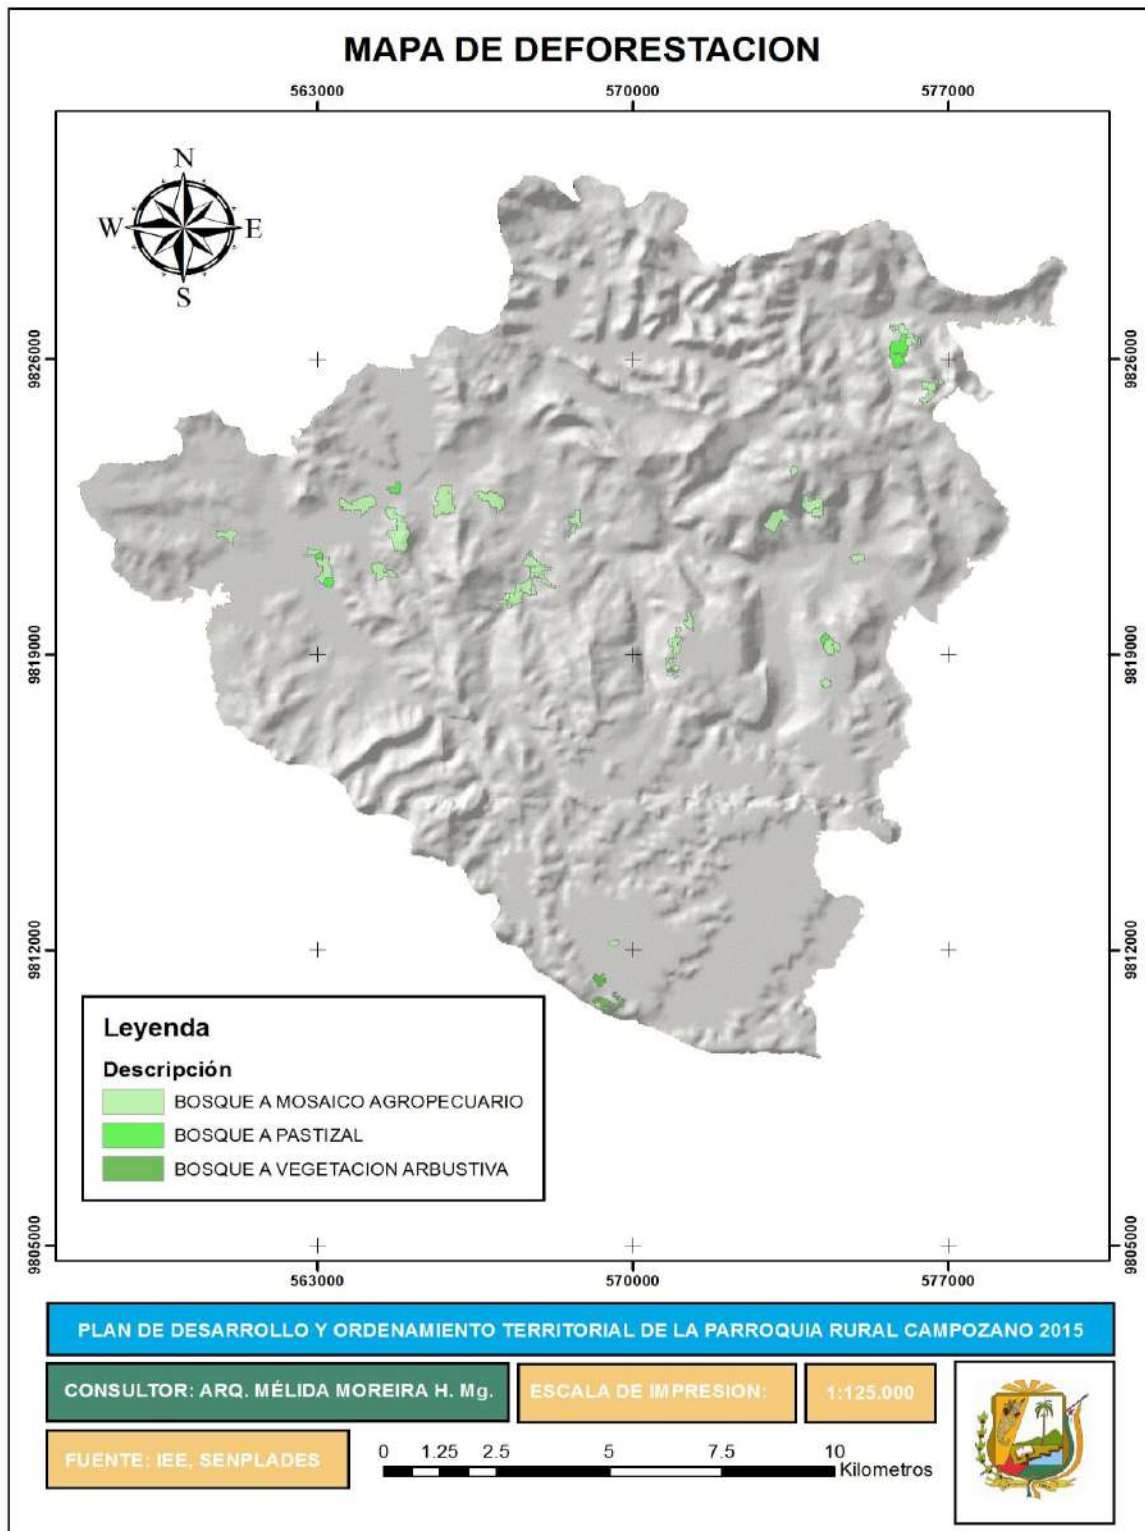 MAPA DE DEFORESTACION
563000 570000 577000
N
W E
S
9826000 9826000
9819000 9819000
9812000 9812000
Leyenda
Descripción
BOSQUE A MOSAICO AGROPECUARIO
BOSQUE A PASTIZAL
BOSQUE A VEGETACION ARBUSTIVA
9805000 9805000
563000 570000 577000
PLAN DE DESARROLLO Y ORDENAMIENTO TERRITORIAL DE LA PARROQUIA RURAL CAMPOZANO 2015
CONSULTOR: ARQ. MÉLIDA MOREIRA H. Mg. ESCALA DE IMPRESION: 1:125.000
FUENTE: IEE, SENPLADES
0 1.25 2.5 5 7.5 10
Kilometros